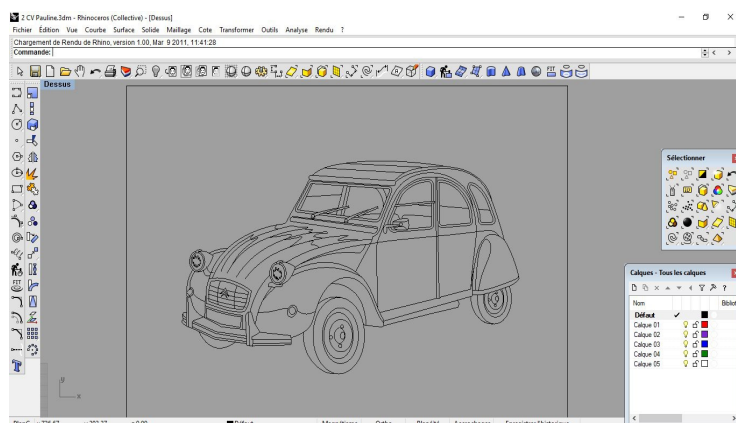 2 CV Pauline.3dm - Rhinoceros (Collective) - [Dessus]
Fichier Edition Vue Courbe Surface Solide Maillage Cote Transformer Outils Analyse Rendu ?
Chargement de Rendu de Rhino, version 1.00, Mar 9 2011, 11:41:28
Commande:
Dessus
Sélectionner
Calques - Tous les calques
Nom Bibliot
Défaut
Calque 01
Calque 02
Calque 03
Calque 04
Calque 05
y
x